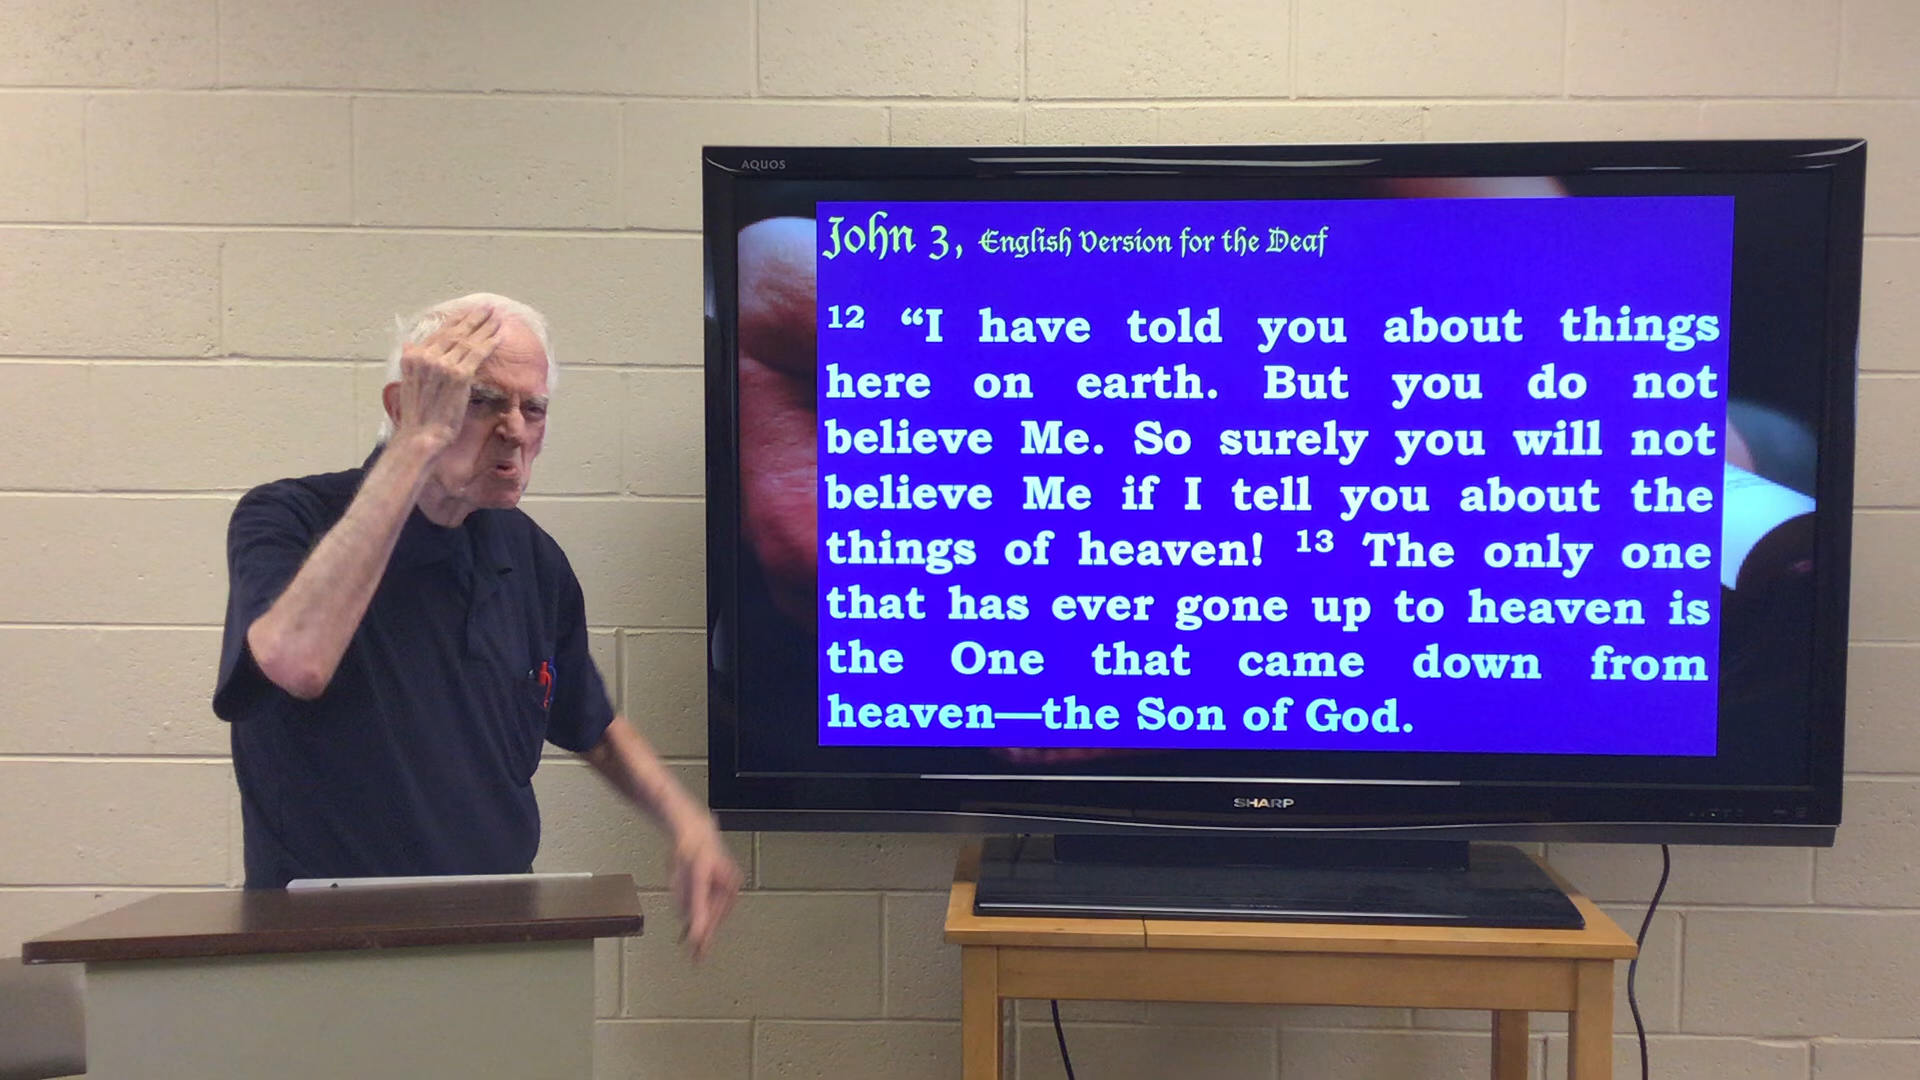 AQUOS
John 3, English Version for the Deaf
12 “I have told you about things
here on earth. But you do not
believe Me. So surely you will not
believe Me if I tell you about the
things of heaven! 13 The only one
that has ever gone up to heaven is
the One that came down from
heaven—the Son of God.
SHARP